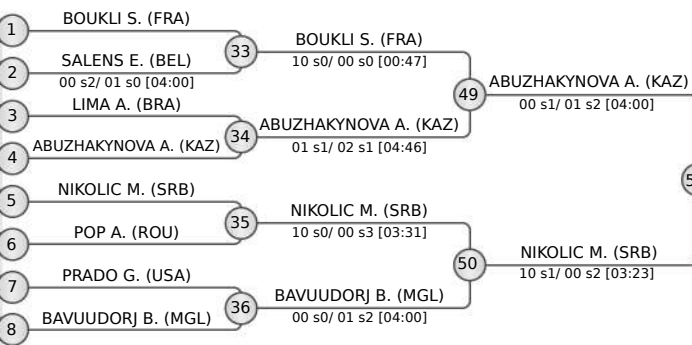 1
BOUKLI S. (FRA)
2
SALENS E. (BEL)
00 s2/ 01 s0 [04:00]
3
LIMA A. (BRA)
4
ABUZHAKYNOVA A. (KAZ)
5
NIKOLIC M. (SRB)
6
POP A. (ROU)
7
PRADO G. (USA)
8
BAVUUDORJ B. (MGL)
33
BOUKLI S. (FRA)
10 s0/ 00 s0 [00:47]
34
ABUZHAKYNOVA A. (KAZ)
01 s1/ 02 s1 [04:46]
35
NIKOLIC M. (SRB)
10 s0/ 00 s3 [03:31]
36
BAVUUDORJ B. (MGL)
00 s0/ 01 s2 [04:00]
49
ABUZHAKYNOVA A. (KAZ)
00 s1/ 01 s2 [04:00]
50
NIKOLIC M. (SRB)
10 s1/ 00 s2 [03:23]